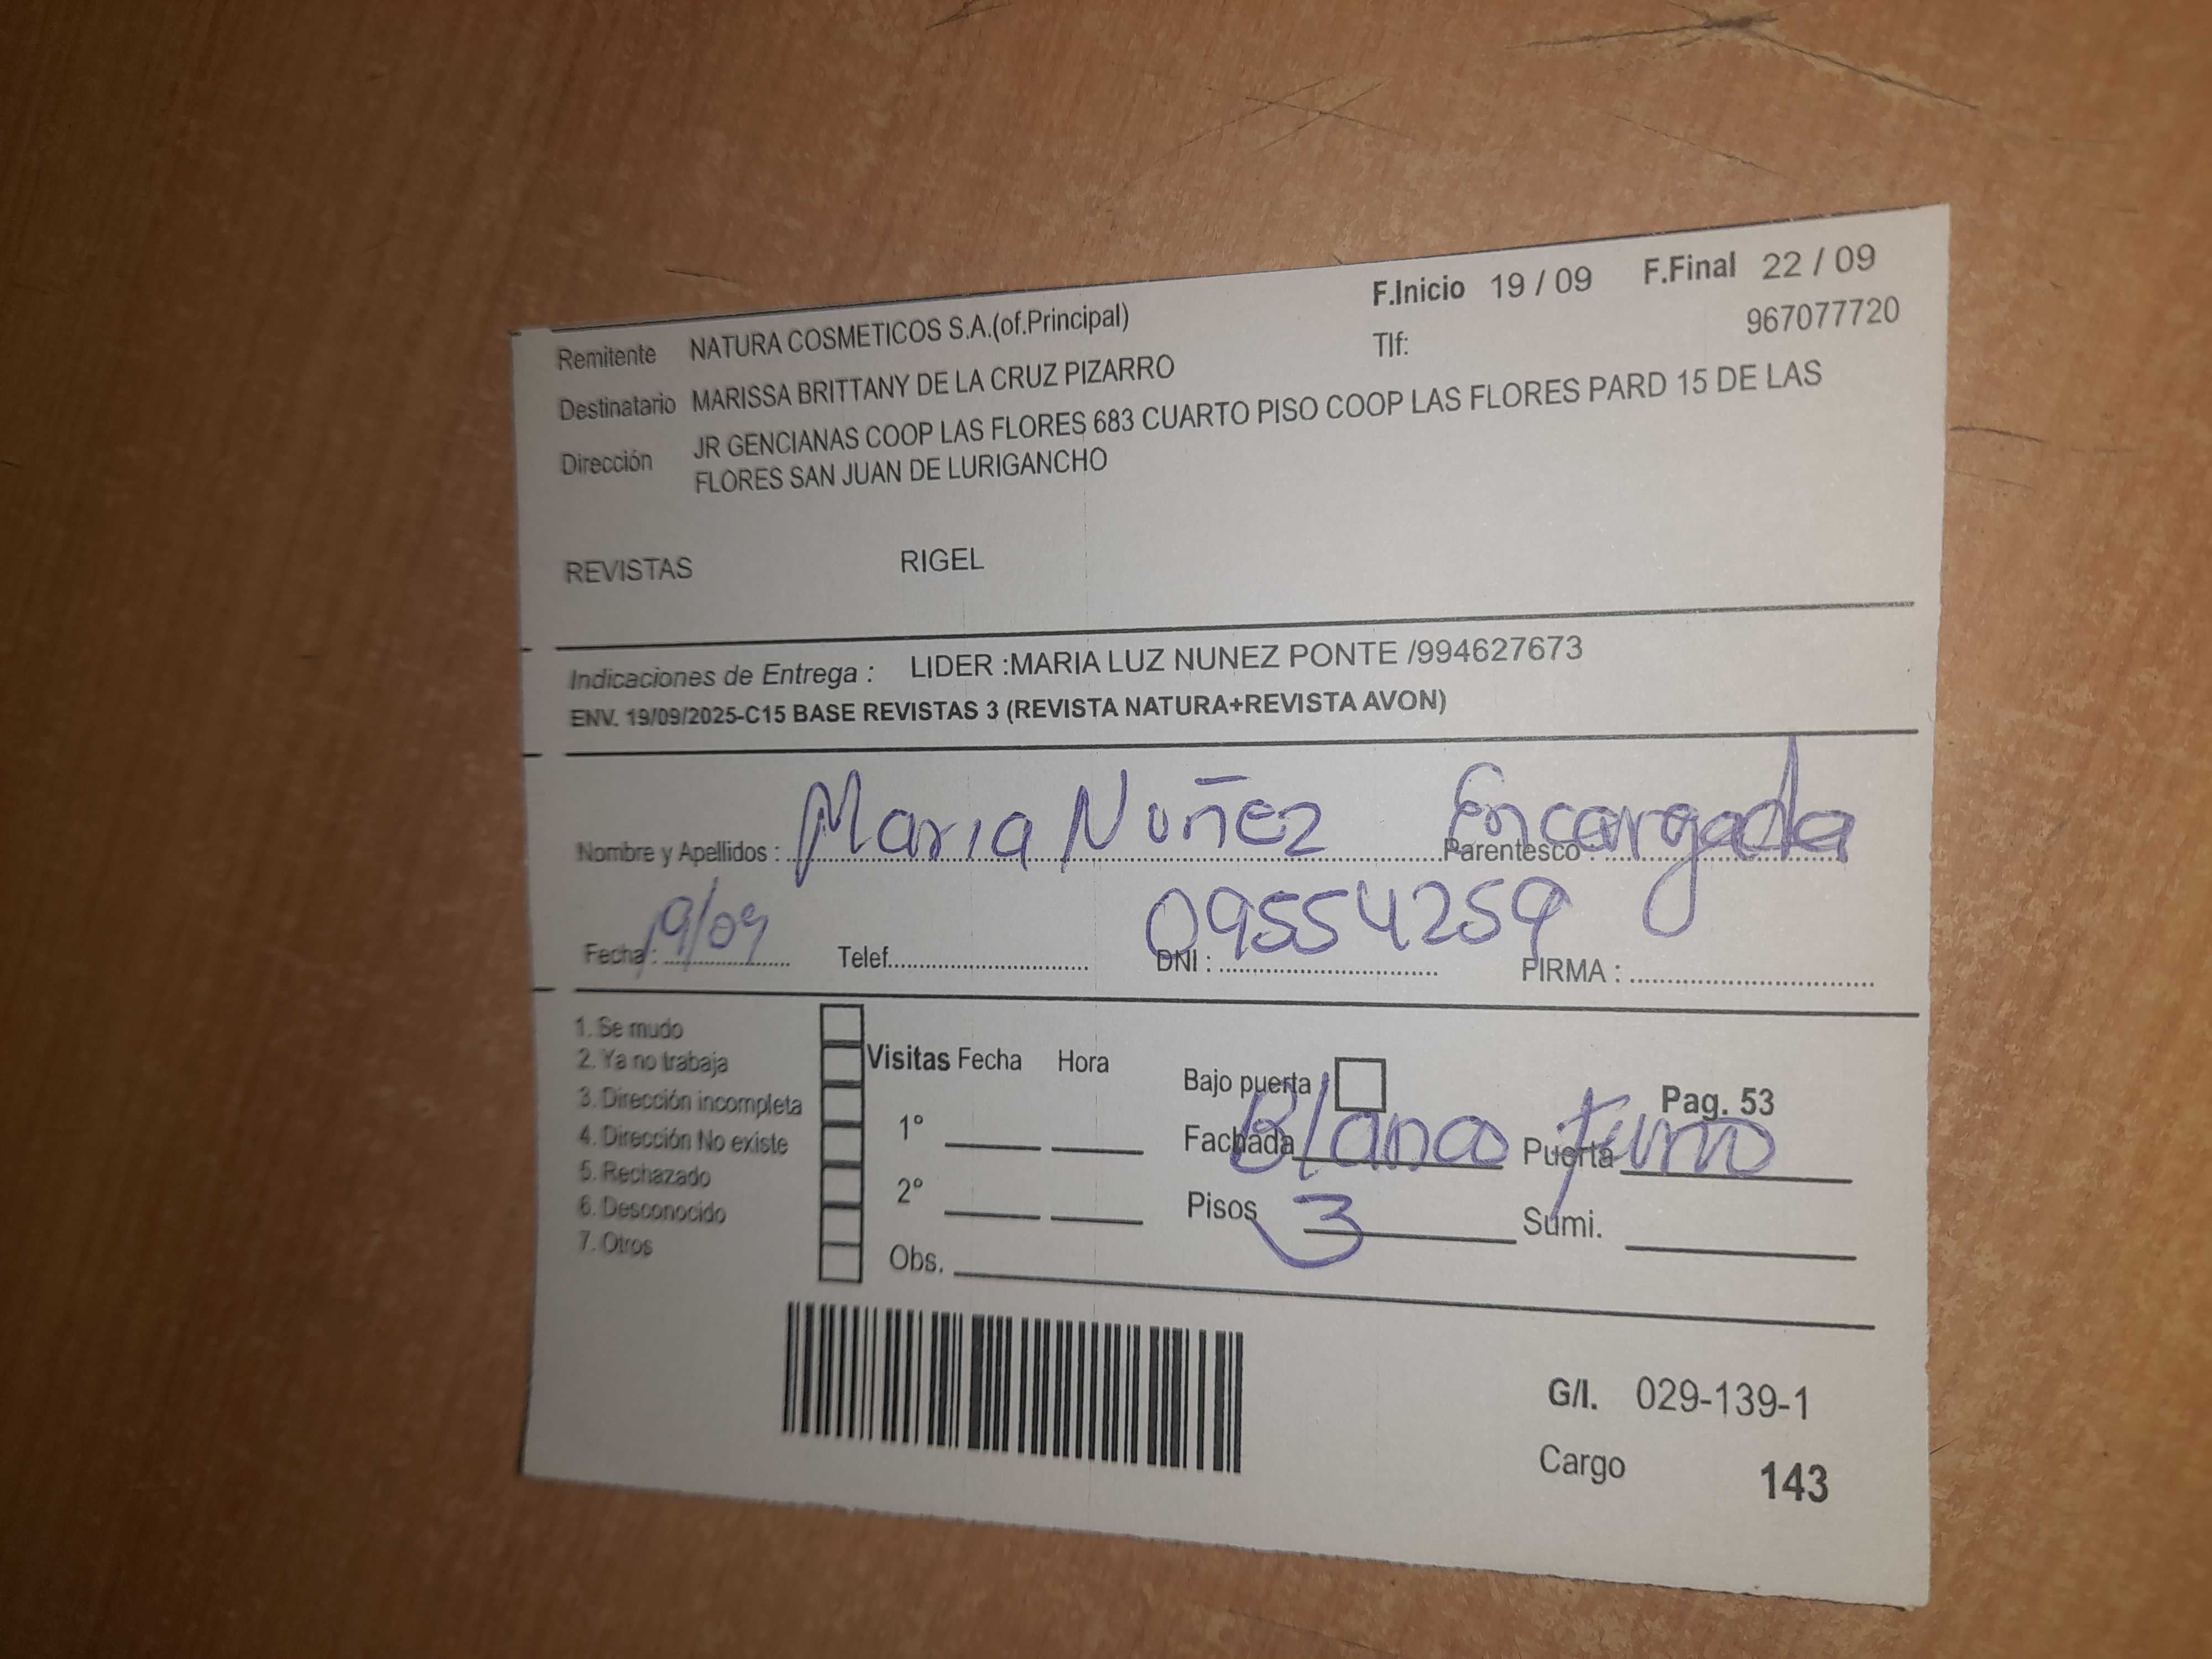 Remitente NATURA COSMETICOS S.A.(of.Principal) F.Inicio 19 / 09 F.Final 22 / 09
Destinatario MARISSA BRITTANY DE LA CRUZ PIZARRO Tlf: 967077720
Dirección JR GENCIANAS COOP LAS FLORES 683 CUARTO PISO COOP LAS FLORES PARD 15 DE LAS
FLORES SAN JUAN DE LURIGANCHO
REVISTAS RIGEL
Indicaciones de Entrega : LIDER :MARIA LUZ NUNEZ PONTE /994627673
ENV. 19/09/2025-C15 BASE REVISTAS 3 (REVISTA NATURA+REVISTA AVON)
Nombre y Apellidos : Maria Nuñez Parentesco : Encargada
Fecha : 19/09 Telef. DNI : 09554259 FIRMA :
1. Se mudo
2. Ya no trabaja
3. Dirección incompleta
4. Dirección No existe
5. Rechazado
6. Desconocido
7. Otros
Visitas Fecha Hora
1°
2°
Obs.
Bajo puerta Pag. 53
Fachada Blanco Puerta
Pisos 3 Sumi.
G/I. 029-139-1
Cargo 143